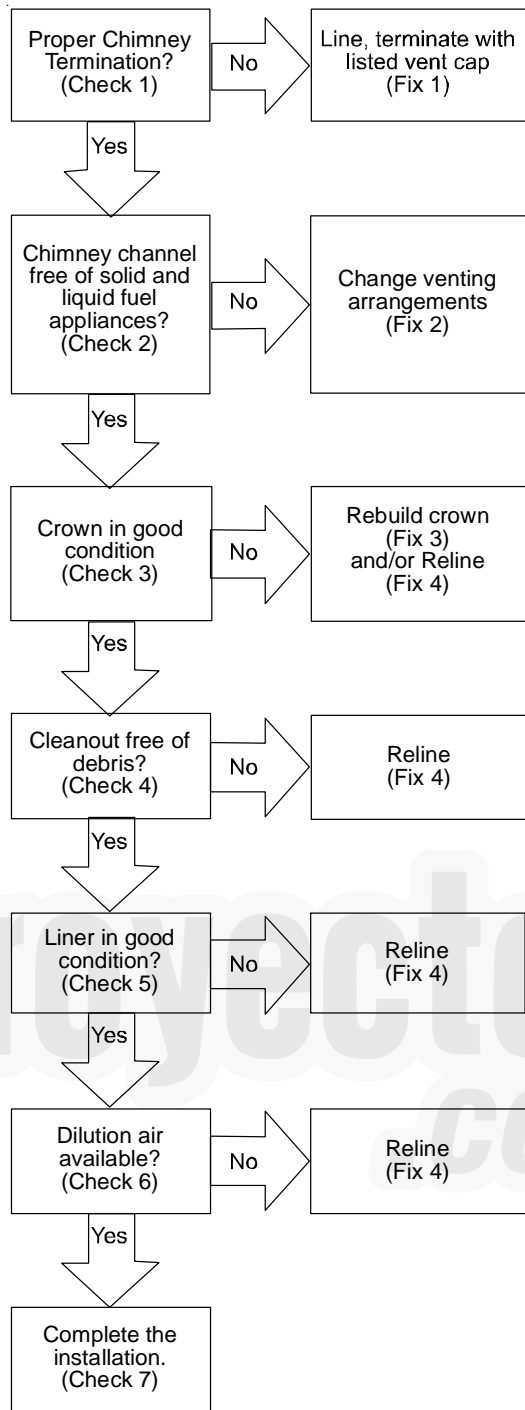 Proper Chimney
Termination?
(Check 1)
No
Line, terminate with
listed vent cap
(Fix 1)
Yes
Chimney channel
free of solid and
liquid fuel
appliances?
(Check 2)
No
Change venting
arrangements
(Fix 2)
Yes
Crown in good
condition
(Check 3)
No
Rebuild crown
(Fix 3)
and/or Reline
(Fix 4)
Yes
Cleanout free of
debris?
(Check 4)
No
Reline
(Fix 4)
Yes
Liner in good
condition?
(Check 5)
No
Reline
(Fix 4)
Yes
Dilution air
available?
(Check 6)
No
Reline
(Fix 4)
Yes
Complete the
installation.
(Check 7)